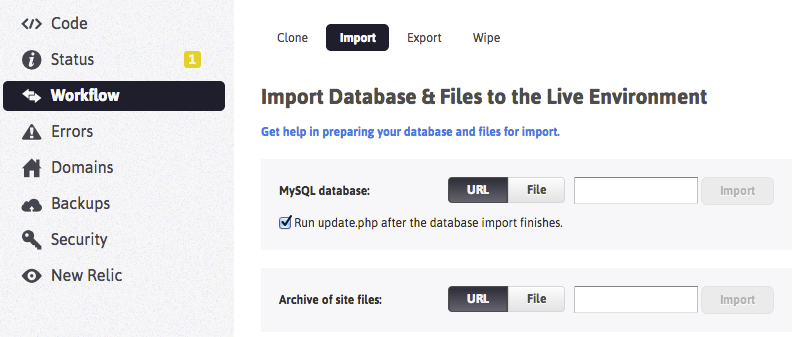 Code
Status 1
Workflow
Errors
Domains
Backups
Security
New Relic
Clone Import Export Wipe
Import Database & Files to the Live Environment
Get help in preparing your database and files for import.
MySQL database: URL File Import
Run update.php after the database import finishes.
Archive of site files: URL File Import